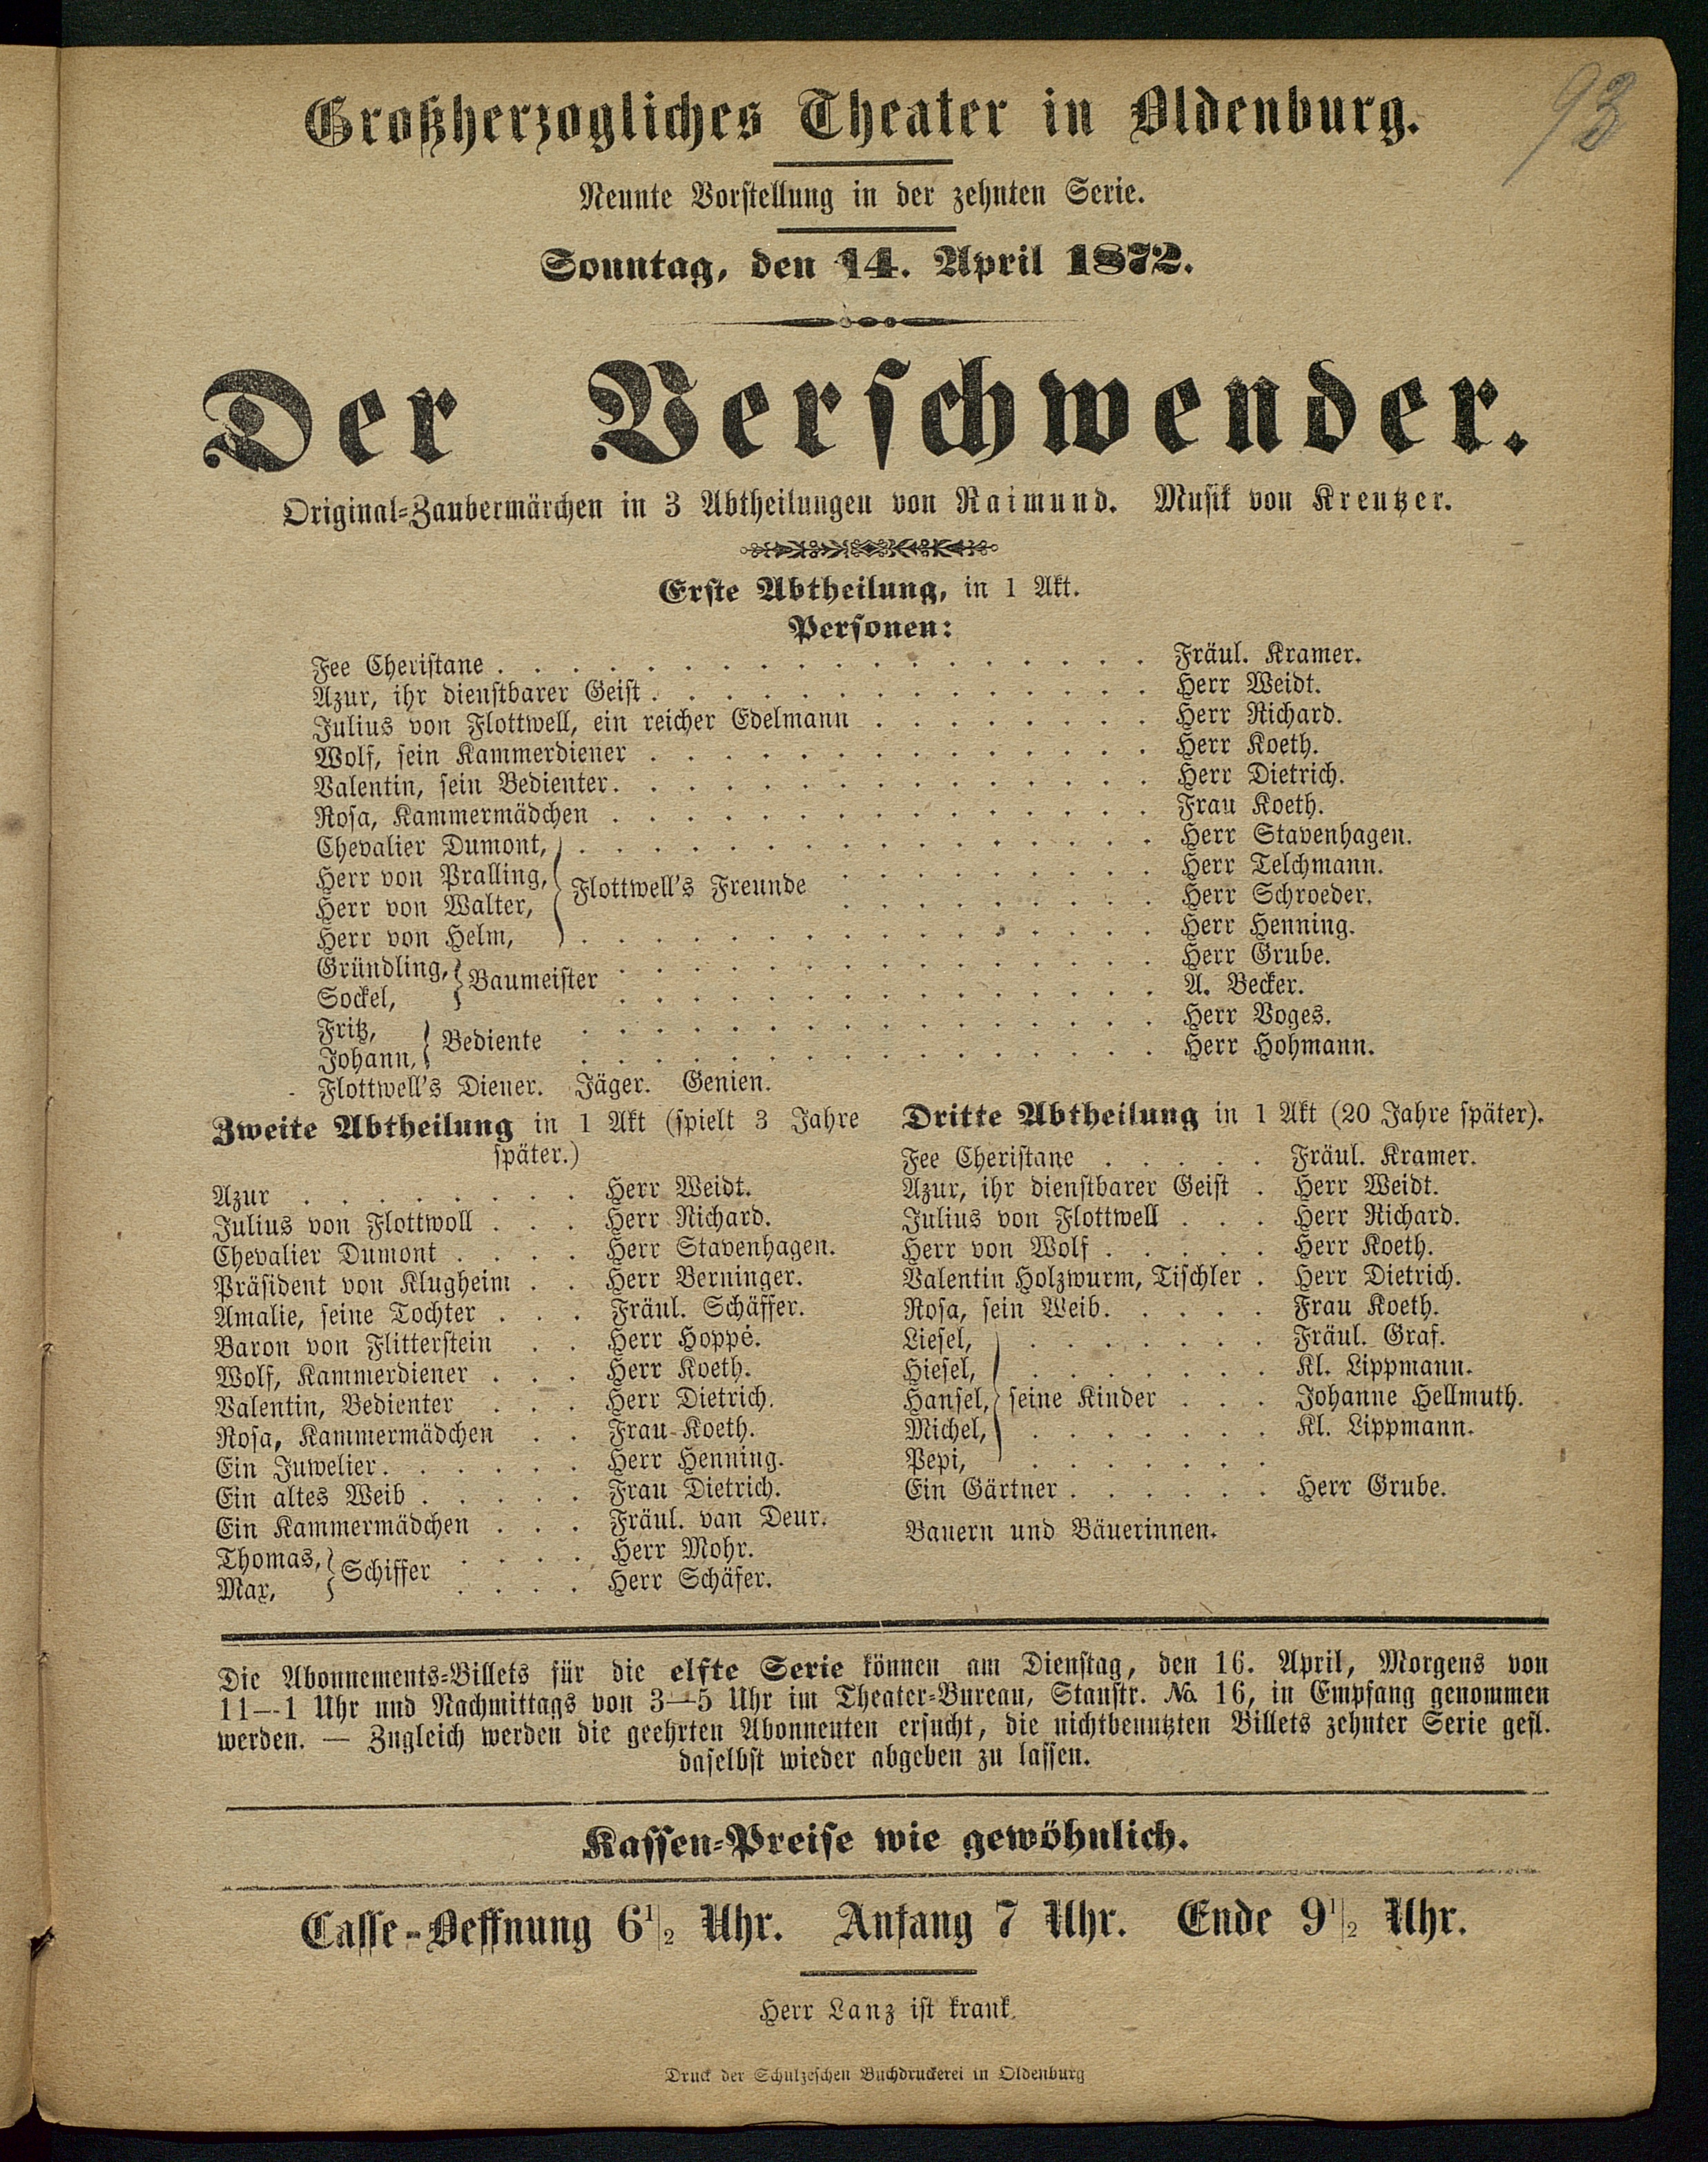 93
Großherzogliches Theater in Oldenburg.
Neunte Vorstellung in der zehnten Serie.
Sonntag, den 14. April 1872.
Der Verschwender.
Original-Zaubermärchen in 3 Abtheilungen von Raimund. Musik von Kreutzer.
Erste Abtheilung, in 1 Akt.
Personen:
Fee Cheristane . . . . . . . . . . Fräul. Kramer.
Azur, ihr dienstbarer Geist . . . . . . . . . . Herr Weidt.
Julius von Flottwell, ein reicher Edelmann . . . . . . . . Herr Richard.
Wolf, sein Kammerdiener . . . . . . . . . . Herr Koeth.
Valentin, sein Bedienter . . . . . . . . . . Herr Dietrich.
Rosa, Kammermädchen . . . . . . . . . . Frau Koeth.
Chevalier Dumont, . . . . . . . . . . Herr Stavenhagen.
Herr von Pralling, Flottwell's Freunde . . . . . . . . . Herr Telchmann.
Herr von Walter, . . . . . . . . . Herr Schroeder.
Herr von Helm, . . . . . . . . . . Herr Henning.
Gründling, Baumeister . . . . . . . . . . Herr Grube.
Sockel, . . . . . . . . . . A. Becker.
Fritz, Bediente . . . . . . . . . . Herr Voges.
Johann, . . . . . . . . . . Herr Hohmann.
Flottwell's Diener. Jäger. Genien.
Zweite Abtheilung in 1 Akt (spielt 3 Jahre
später.)
Azur . . . . . . . . Herr Weidt.
Julius von Flottwoll . . . Herr Richard.
Chevalier Dumont . . . . Herr Stavenhagen.
Präsident von Klugheim . . Herr Berninger.
Amalie, seine Tochter . . . Fräul. Schäffer.
Baron von Flitterstein . . Herr Hoppé.
Wolf, Kammerdiener . . . Herr Koeth.
Valentin, Bedienter . . . Herr Dietrich.
Rosa, Kammermädchen . . Frau Koeth.
Ein Juwelier . . . . . . Herr Henning.
Ein altes Weib . . . . . Frau Dietrich.
Ein Kammermädchen . . . Fräul. van Deur.
Thomas, Schiffer . . . . Herr Mohr.
Max, . . . . Herr Schäfer.
Dritte Abtheilung in 1 Akt (20 Jahre später).
Fee Cheristane . . . . . Fräul. Kramer.
Azur, ihr dienstbarer Geist . Herr Weidt.
Julius von Flottwell . . . Herr Richard.
Herr von Wolf . . . . . Herr Koeth.
Valentin Holzwurm, Tischler . Herr Dietrich.
Rosa, sein Weib . . . . . Frau Koeth.
Liesel, . . . . . . . Fräul. Graf.
Hiesel, . . . . . . . Kl. Lippmann.
Hansel, seine Kinder . . . Johanne Hellmuth.
Michel, . . . . . . . Kl. Lippmann.
Pepi, . . . . . . .
Ein Gärtner . . . . . . Herr Grube.
Bauern und Bäuerinnen.
Die Abonnements-Billets für die elfte Serie können am Dienstag, den 16. April, Morgens von
11—1 Uhr und Nachmittags von 3—5 Uhr im Theater-Bureau, Staustr. No. 16, in Empfang genommen
werden. — Zugleich werden die geehrten Abonnenten ersucht, die nichtbenutzten Billets zehnter Serie gefl.
daselbst wieder abgeben zu lassen.
Kassen-Preise wie gewöhnlich.
Casse-Oeffnung 6 1/2 Uhr. Anfang 7 Uhr. Ende 9 1/2 Uhr.
Herr Lanz ist krank.
Druck der Schulzeschen Buchdruckerei in Oldenburg